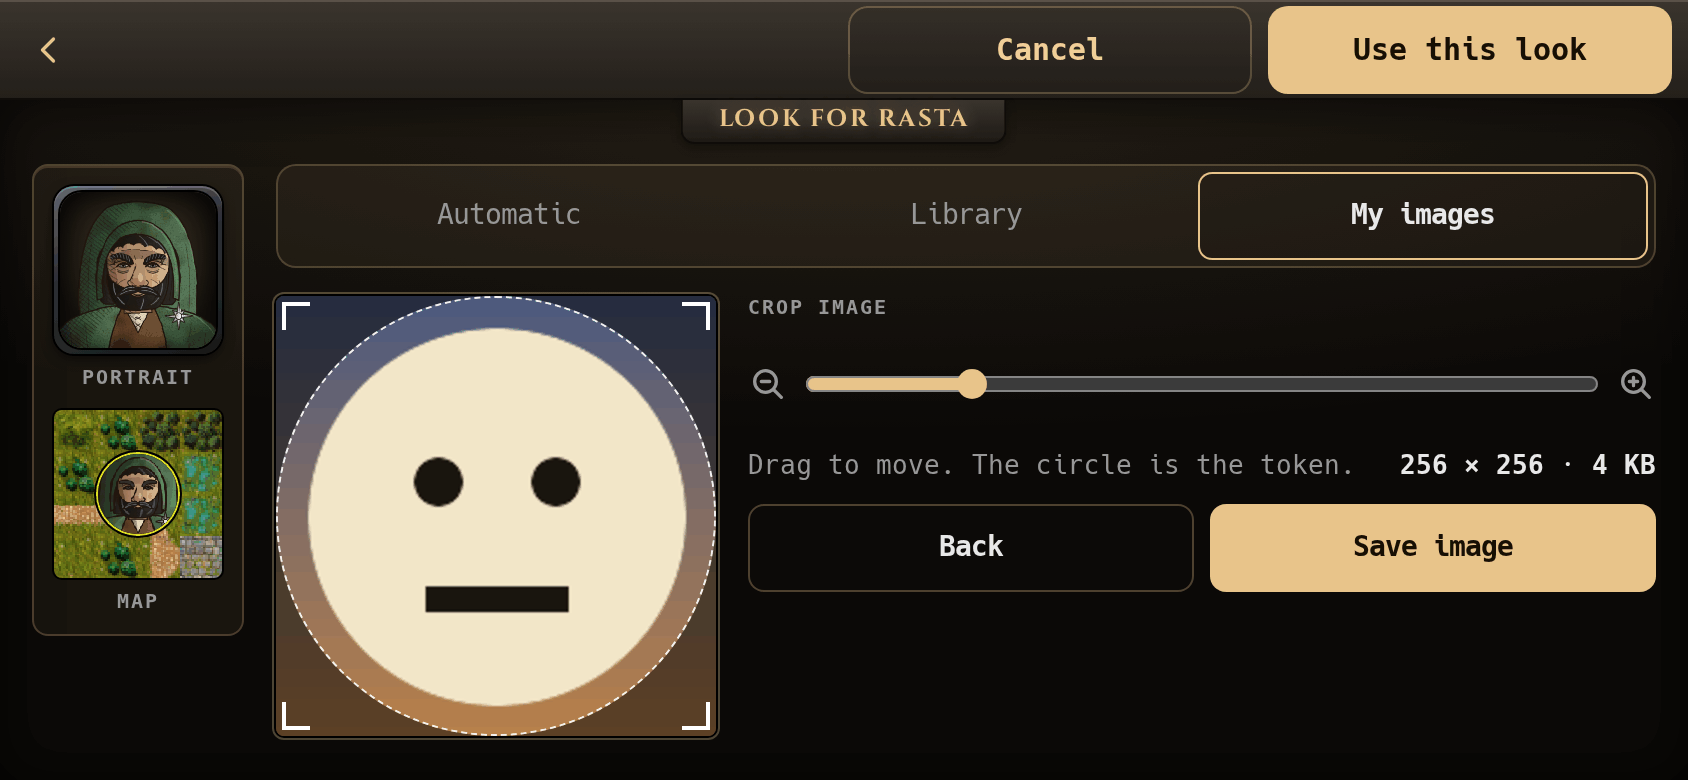 Cancel
Use this look
LOOK FOR RASTA
Automatic
Library
My images
PORTRAIT
MAP
CROP IMAGE
Drag to move. The circle is the token.
256 × 256 · 4 KB
Back
Save image